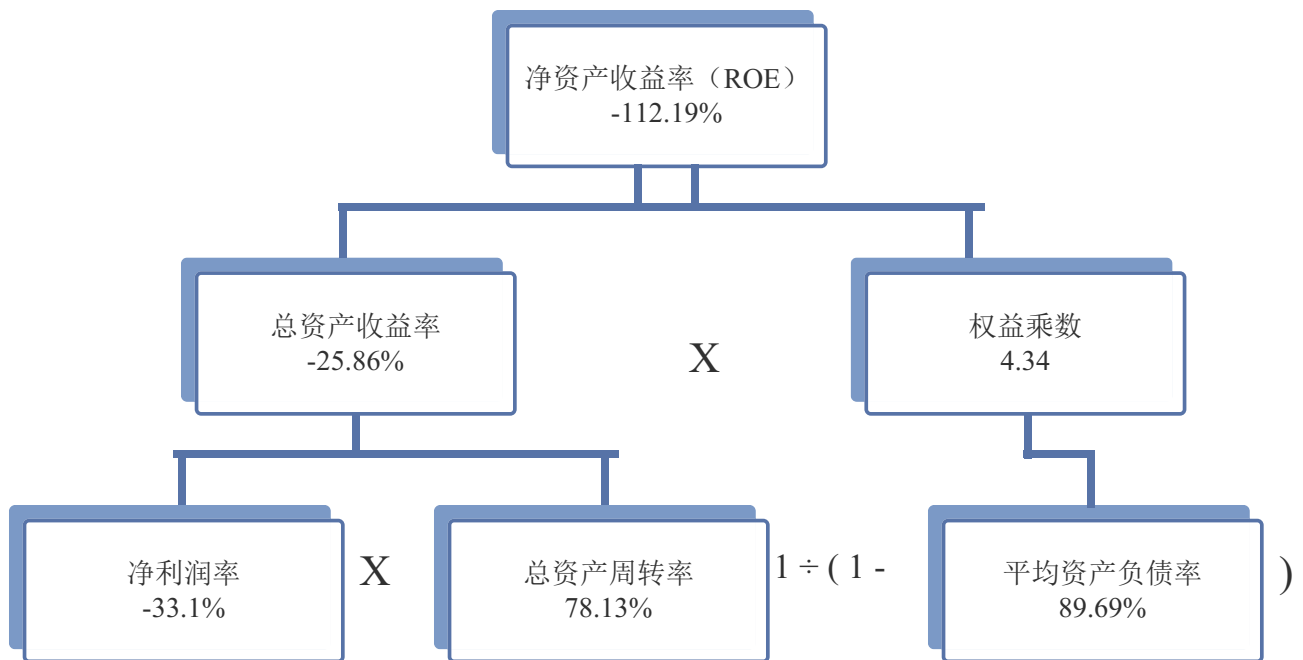 净资产收益率（ROE）
-112.19%
总资产收益率
-25.86%
X
权益乘数
4.34
净利润率
-33.1%
X
总资产周转率
78.13%
1 ÷ ( 1 -
平均资产负债率
89.69%
)